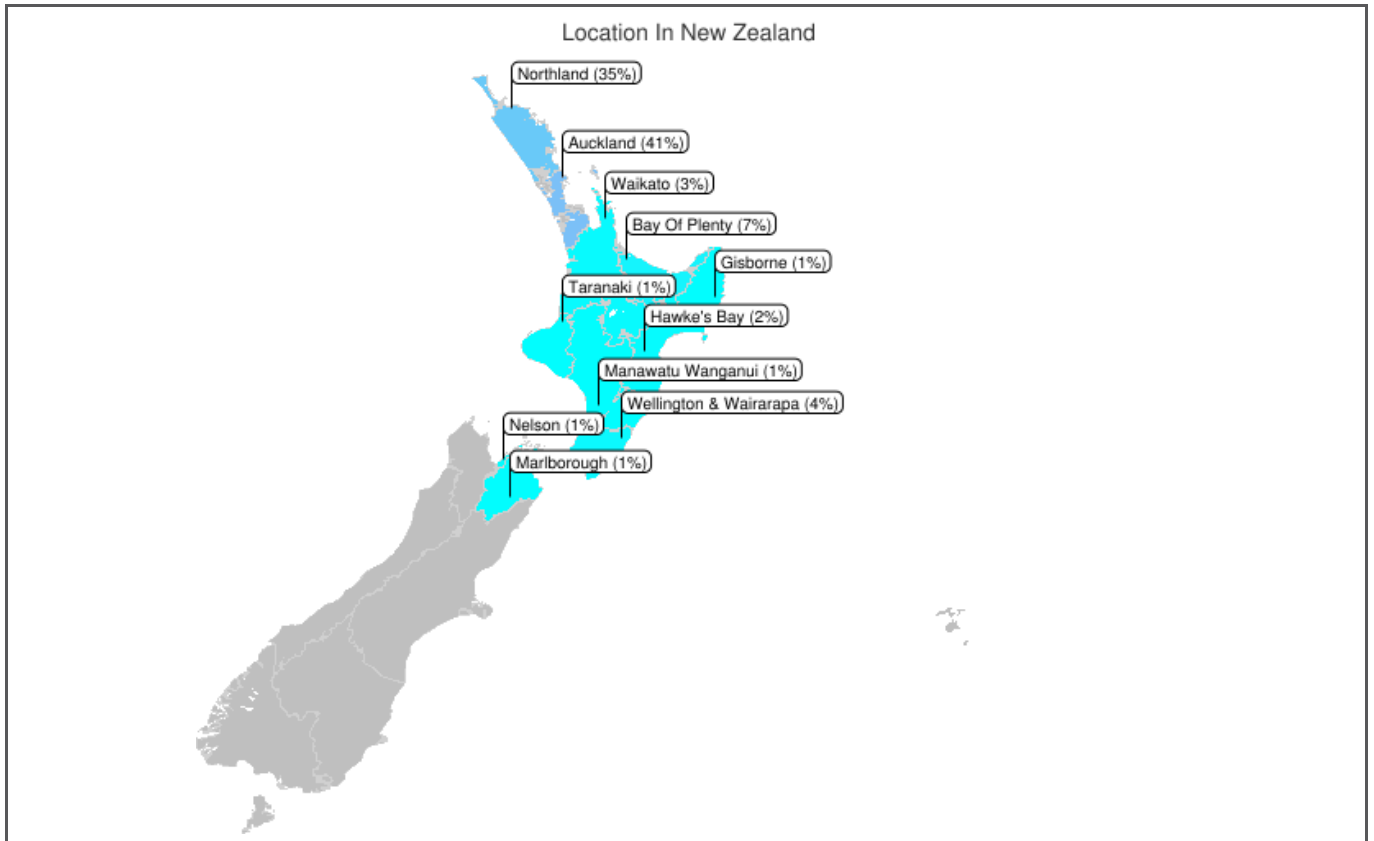 Location In New Zealand
Northland (35%)
Auckland (41%)
Waikato (3%)
Bay Of Plenty (7%)
Gisborne (1%)
Taranaki (1%)
Hawke's Bay (2%)
Manawatu Wanganui (1%)
Wellington & Wairarapa (4%)
Nelson (1%)
Marlborough (1%)